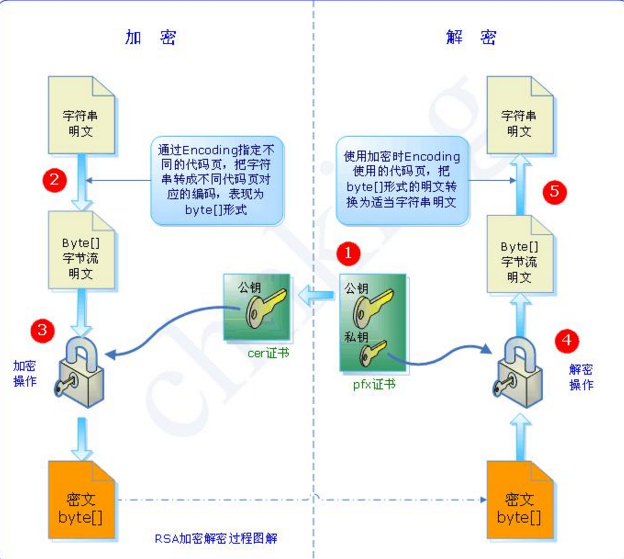 加 密
解 密
字符串
明文
字符串
明文
通过Encoding指定不
同的代码页，把字符
串转成不同代码页对
应的编码，表现为
byte[]形式
使用加密时Encoding
使用的代码页，把
byte[]形式的明文转
换为适当字符串明文
2
5
Byte[]
字节流
明文
Byte[]
字节流
明文
1
公钥
cer证书
公钥
私钥
pfx证书
3
加密
操作
4
解密
操作
密文
byte[]
密文
byte[]
RSA加密解密过程图解
chnking